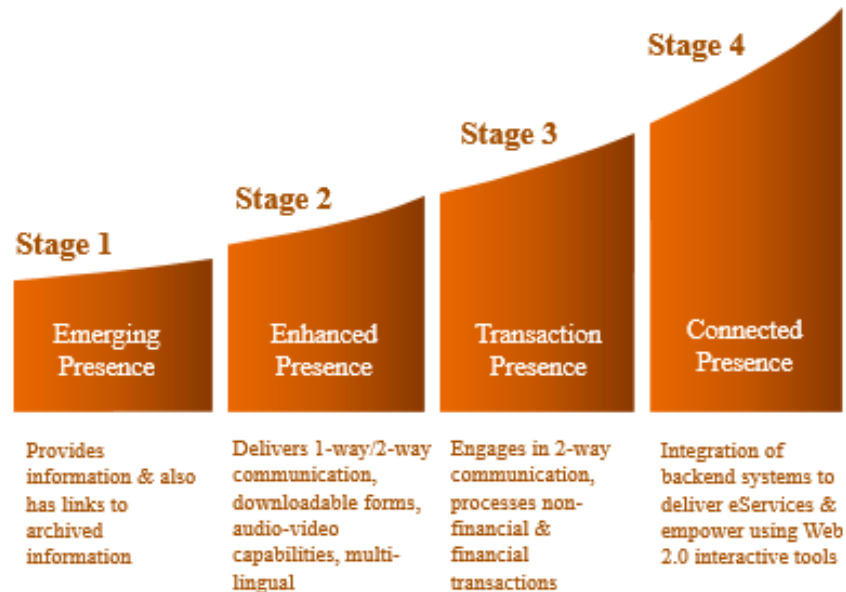 Stage 1
Emerging
Presence
Provides
information & also
has links to
archived
information
Stage 2
Enhanced
Presence
Delivers 1-way/2-way
communication,
downloadable forms,
audio-video
capabilities, multi-
lingual
Stage 3
Transaction
Presence
Engages in 2-way
communication,
processes non-
financial &
financial
transactions
Stage 4
Connected
Presence
Integration of
backend systems to
deliver eServices &
empower using Web
2.0 interactive tools